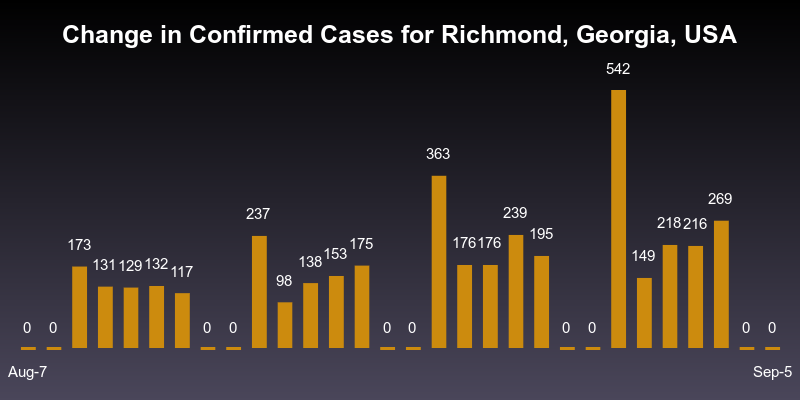 Change in Confirmed Cases for Richmond, Georgia, USA
0 0 173 131 129 132 117 0 0 237 98 138 153 175 0 0 363 176 176 239 195 0 0 542 149 218 216 269 0 0
Aug-7 Sep-5